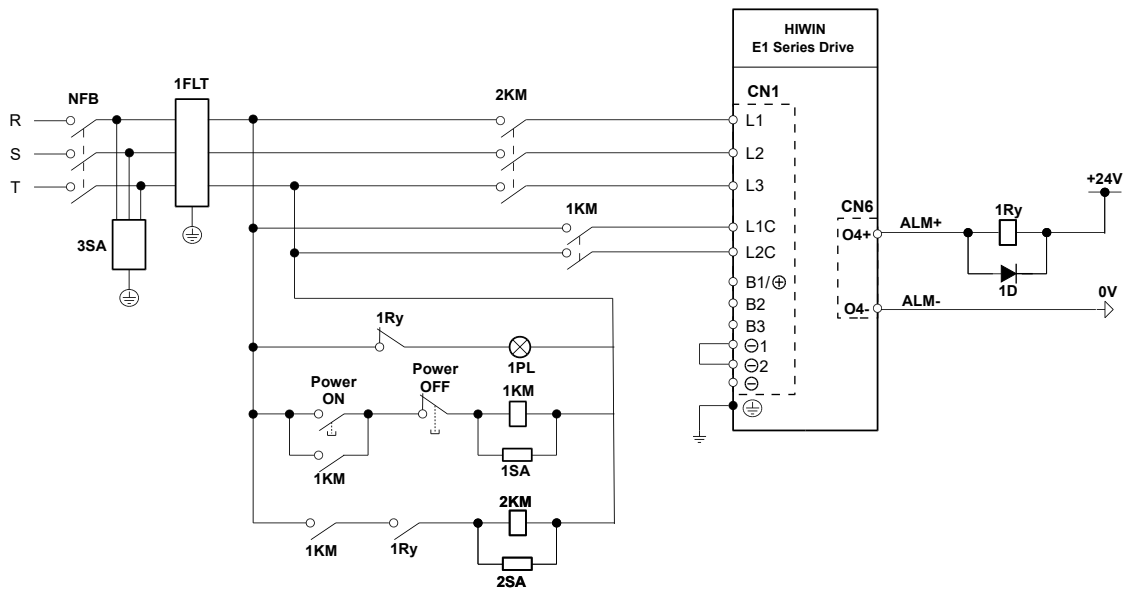 HIWIN
E1 Series Drive
1FLT
NFB
2KM
CN1
R
L1
S
L2
T
L3
+24V
1KM
CN6
1Ry
3SA
L1C
O4+
ALM+
L2C
1D
B1/⊕
B2
0V
1Ry
B3
O4-
ALM-
⊖1
1PL
⊖2
Power
ON
Power
OFF
1KM
⊖
1KM
1SA
2KM
1KM
1Ry
2SA